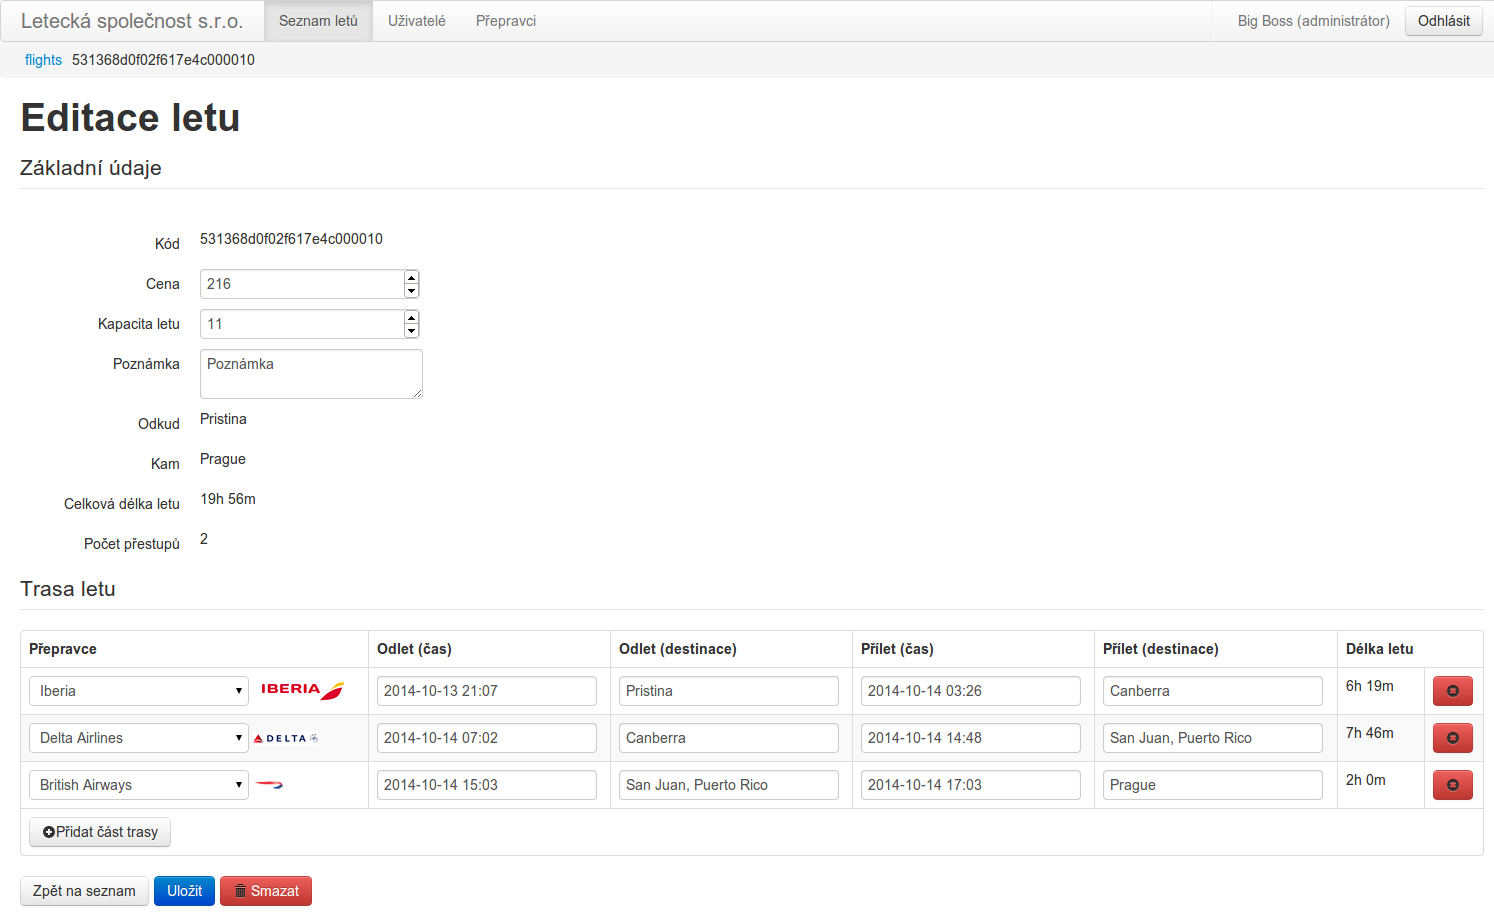 Letecká společnost s.r.o. Seznam letů Uživatelé Přepravci Big Boss (administrátor) Odhlásit
flights 531368d0f02f617e4c000010
Editace letu
Základní údaje
Kód 531368d0f02f617e4c000010
Cena 216
Kapacita letu 11
Poznámka Poznámka
Odkud Pristina
Kam Prague
Celková délka letu 19h 56m
Počet přestupů 2
Trasa letu
Přepravce Odlet (čas) Odlet (destinace) Přílet (čas) Přílet (destinace) Délka letu
Iberia IBERIA 2014-10-13 21:07 Pristina 2014-10-14 03:26 Canberra 6h 19m
Delta Airlines DELTA 2014-10-14 07:02 Canberra 2014-10-14 14:48 San Juan, Puerto Rico 7h 46m
British Airways 2014-10-14 15:03 San Juan, Puerto Rico 2014-10-14 17:03 Prague 2h 0m
Přidat část trasy
Zpět na seznam Uložit Smazat